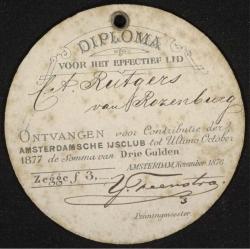 DIPLOMA
VOOR HET EFFECTIEF LID
C. A. Rutgers
van Rozenburg
ONTVANGEN voor Contributie der
AMSTERDAMSCHE IJSCLUB tot Ultimo October
1877 de Somma van Drie Gulden
AMSTERDAM, November 1876
Zegge f 3,
Penningmeester